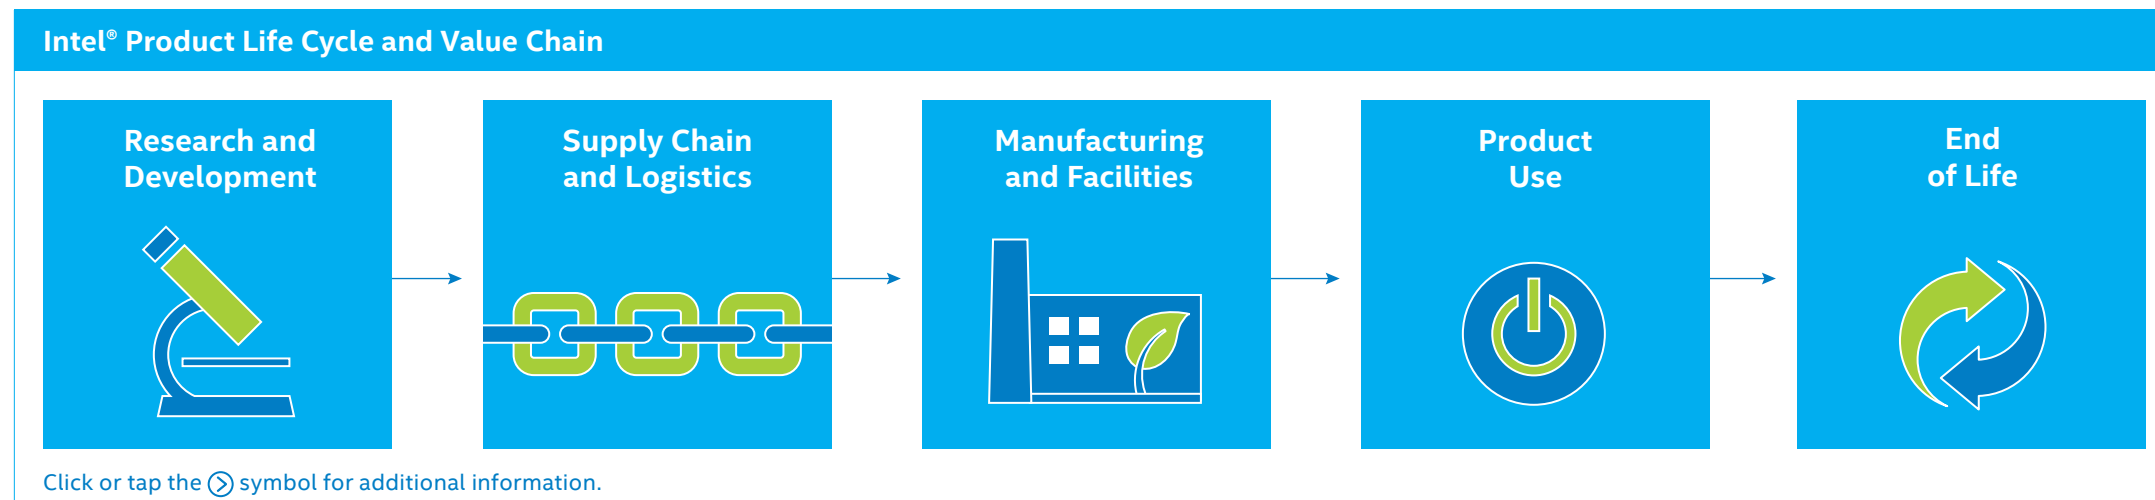 Intel® Product Life Cycle and Value Chain
Research and
Development
Supply Chain
and Logistics
Manufacturing
and Facilities
Product
Use
End
of Life
Click or tap the symbol for additional information.